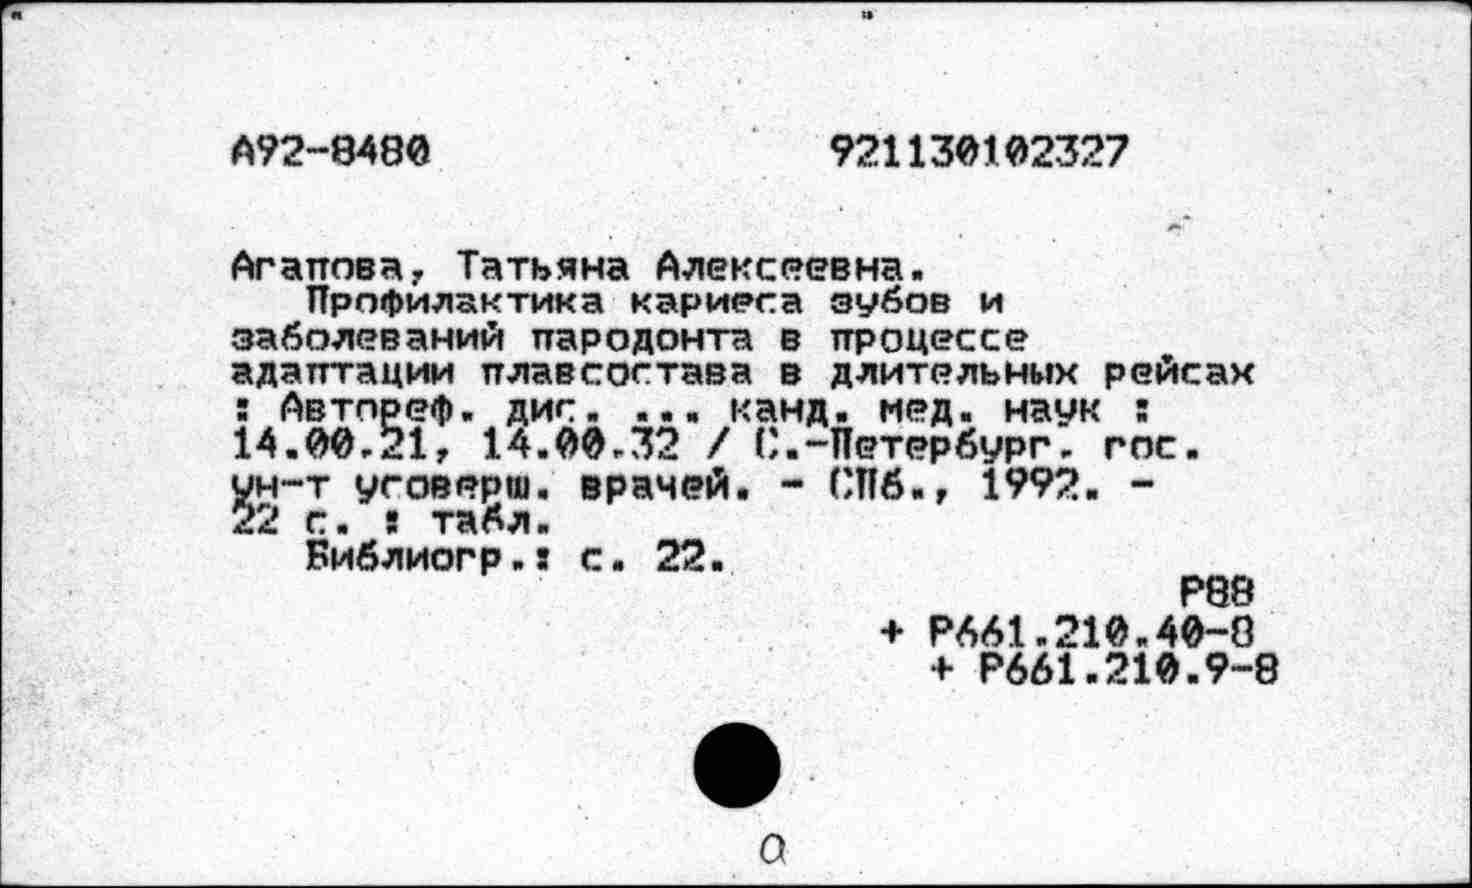 А92-8480 921130102327
Агапова, Татьяна Алексеевна.
Профилактика кариеса зубов и
заболеваний пародонта в процессе
адаптации плавсостава в длительных рейсах
: Автореф. дис. ... канд. мед. наук :
14.00.21, 14.00.32 / С.-Петербург. гос.
ун-т усоверш. врачей. - СПб., 1992. -
22 с. : табл.
Библиогр.: с. 22.
Р88
+ Р661.210.40-8
+ Р661.210.9-8
а